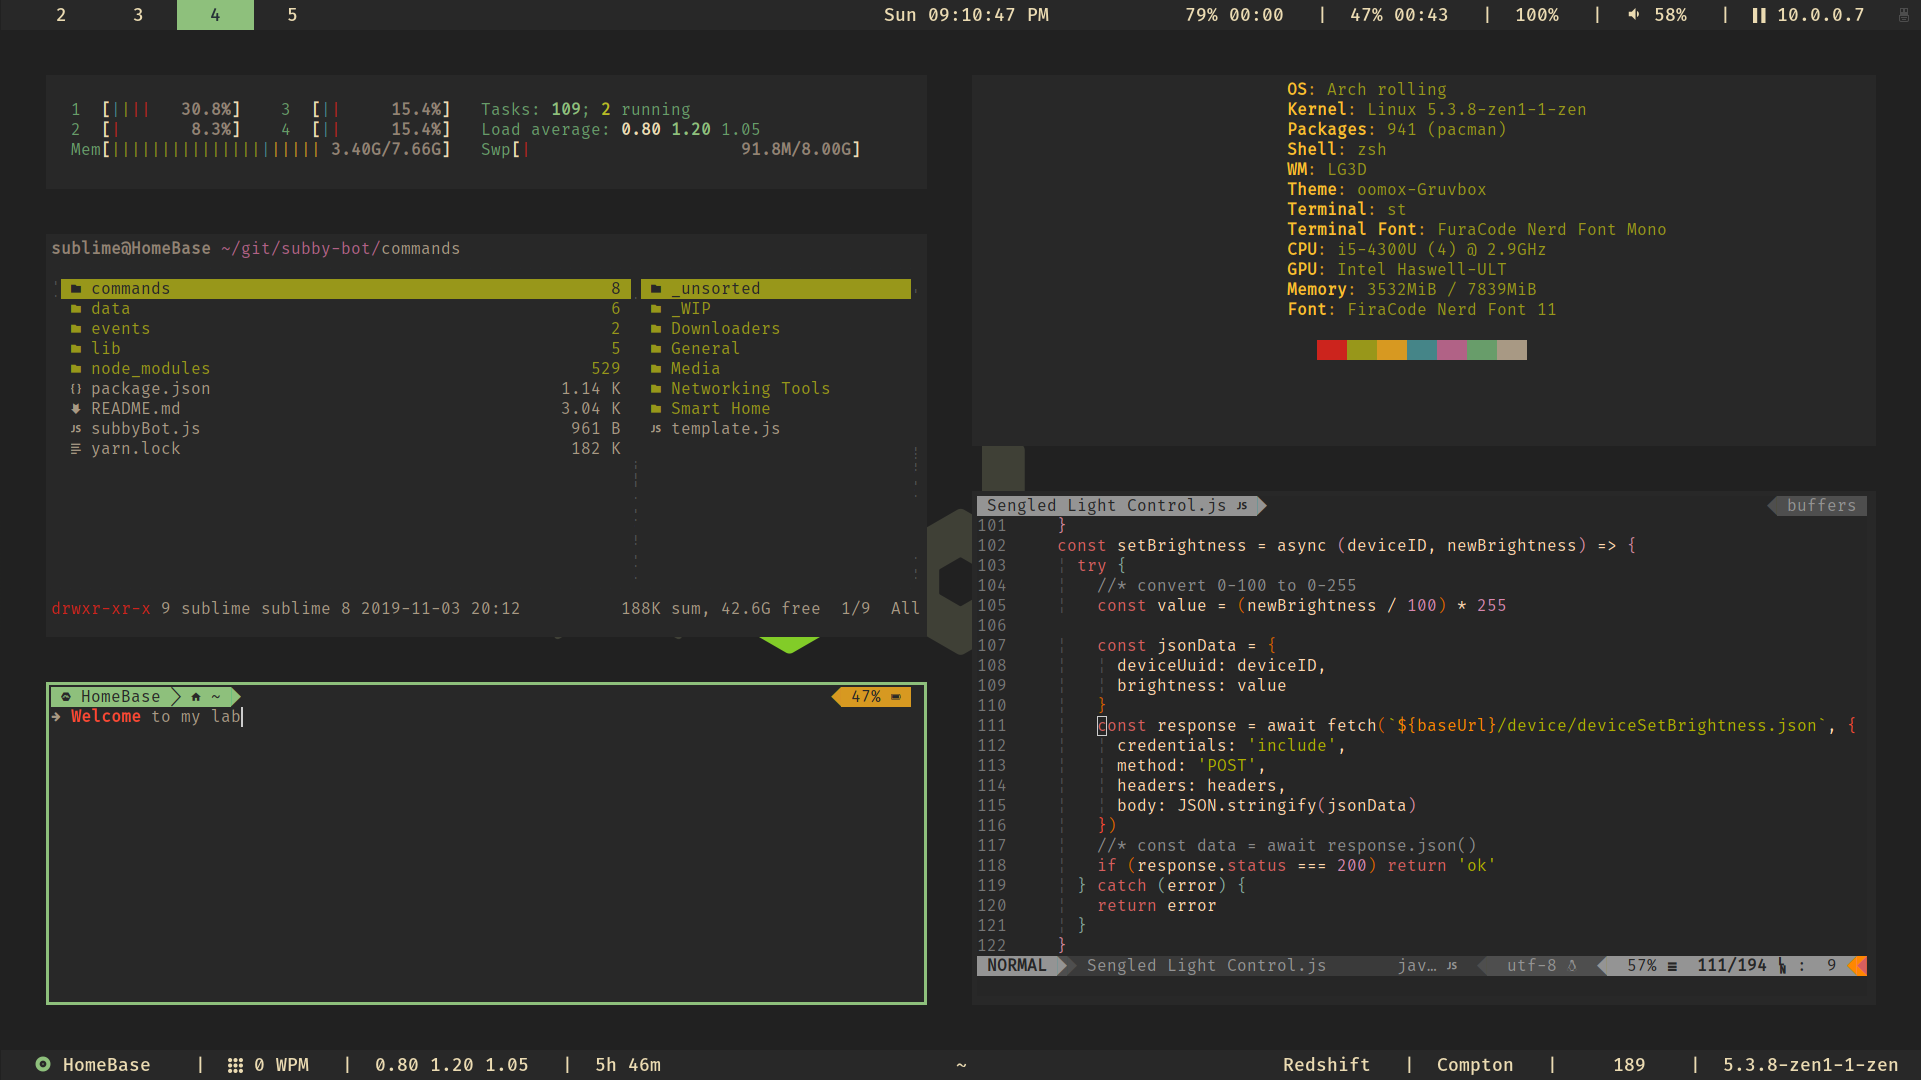 2 3 4 5 Sun 09:10:47 PM 79% 00:00 | 47% 00:43 | 100% | 58% | 10.0.0.7
1 [|||| 30.8%] 3 [|| 15.4%] Tasks: 109; 2 running
2 [| 8.3%] 4 [|| 15.4%] Load average: 0.80 1.20 1.05
Mem[||||||||||||||||||||| 3.40G/7.66G] Swp[| 91.8M/8.00G]
OS: Arch rolling
Kernel: Linux 5.3.8-zen1-1-zen
Packages: 941 (pacman)
Shell: zsh
WM: LG3D
Theme: oomox-Gruvbox
Terminal: st
Terminal Font: FuraCode Nerd Font Mono
CPU: i5-4300U (4) @ 2.9GHz
GPU: Intel Haswell-ULT
Memory: 3532MiB / 7839MiB
Font: FiraCode Nerd Font 11
sublime@HomeBase ~/git/subby-bot/commands
commands 8 _unsorted
data 6 _WIP
events 2 Downloaders
lib 5 General
node_modules 529 Media
package.json 1.14 K Networking Tools
README.md 3.04 K Smart Home
JS subbyBot.js 961 B JS template.js
yarn.lock 182 K
drwxr-xr-x 9 sublime sublime 8 2019-11-03 20:12 188K sum, 42.6G free 1/9 All
HomeBase ~ 47%
→ Welcome to my lab
Sengled Light Control.js JS buffers
101 }
102 const setBrightness = async (deviceID, newBrightness) => {
103 try {
104 //* convert 0-100 to 0-255
105 const value = (newBrightness / 100) * 255
106
107 const jsonData = {
108 deviceUuid: deviceID,
109 brightness: value
110 }
111 const response = await fetch(`${baseUrl}/device/deviceSetBrightness.json`, {
112 credentials: 'include',
113 method: 'POST',
114 headers: headers,
115 body: JSON.stringify(jsonData)
116 })
117 //* const data = await response.json()
118 if (response.status === 200) return 'ok'
119 } catch (error) {
120 return error
121 }
122 }
NORMAL Sengled Light Control.js jav… JS utf-8 57% ≡ 111/194 : 9
HomeBase | 0 WPM | 0.80 1.20 1.05 | 5h 46m ~ Redshift | Compton | 189 | 5.3.8-zen1-1-zen